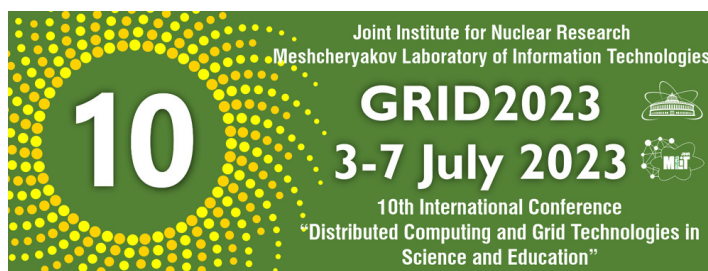 10
Joint Institute for Nuclear Research
Meshcheryakov Laboratory of Information Technologies
GRID2023
3-7 July 2023
MLIT
10th International Conference
“Distributed Computing and Grid Technologies in
Science and Education”